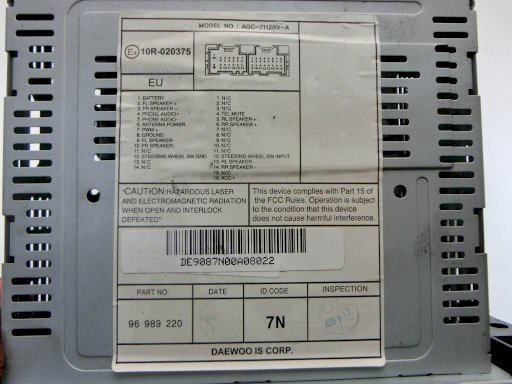 MODEL NO : AGC-7112RV-A
E4 10R-020375
EU
1. BATTERY
2. FL SPEAKER +
3. FR SPEAKER +
4. PHONE AUDIO+
5. PHONE AUDIO-
6. ANTENNA POWER
7. PWM +
8. GROUND
9. FL SPEAKER-
10. FR SPEAKER-
11. N/C
12. STEERING WHEEL SW GND
13. N/C
14. N/C
1. N/C
2. N/C
3. N/C
4. TEL MUTE
5. RL SPEAKER +
6. RR SPEAKER +
7. N/C
8. N/C
9. N/C
10. N/C
11. N/C
12. STEERING WHEEL SW INPUT
13. RL SPEAKER-
14. RR SPEAKER-
15. N/C
16. ACC +
"CAUTION:HAZARDOUS LASER
AND ELECTROMAGNETIC RADIATION
WHEN OPEN AND INTERLOCK
DEFEATED"
This device complies with Part 15 of
the FCC Rules. Operation is subject
to the condition that this device
does not cause harmful interference.
DE9087N00A08022
PART NO. DATE ID CODE INSPECTION
96 989 220 7N
DAEWOO IS CORP.